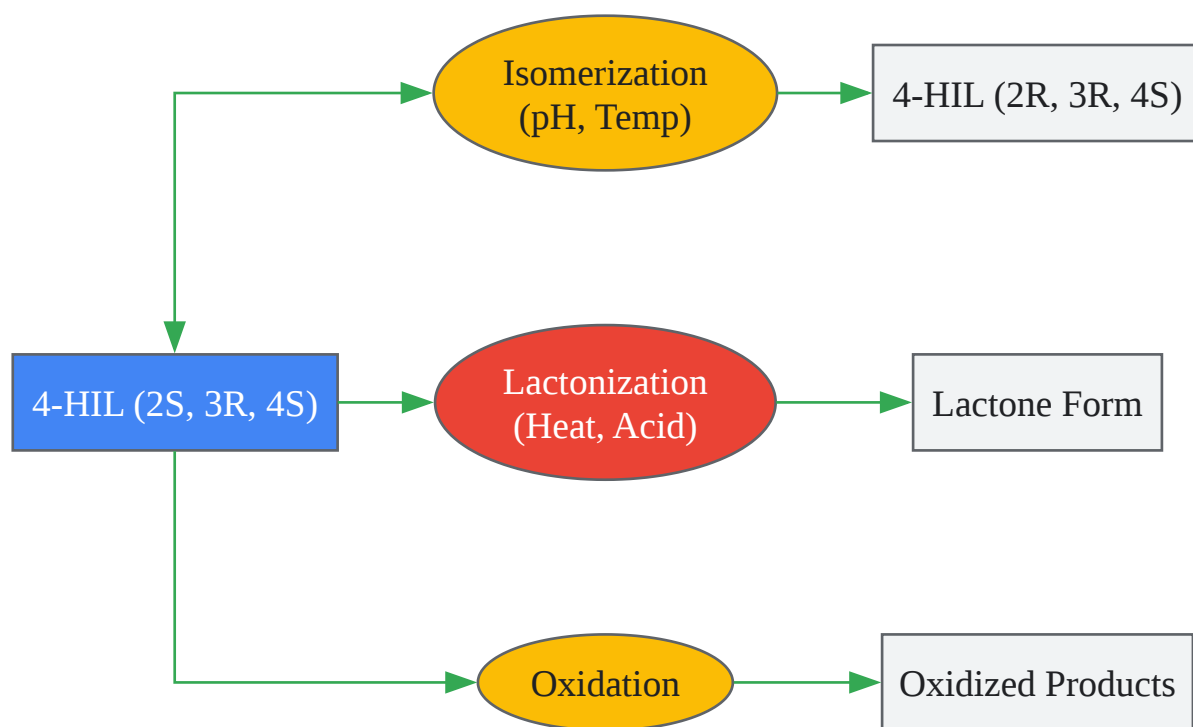 Isomerization
(pH, Temp)
4-HIL (2R, 3R, 4S)
4-HIL (2S, 3R, 4S)
Lactonization
(Heat, Acid)
Lactone Form
Oxidation
Oxidized Products